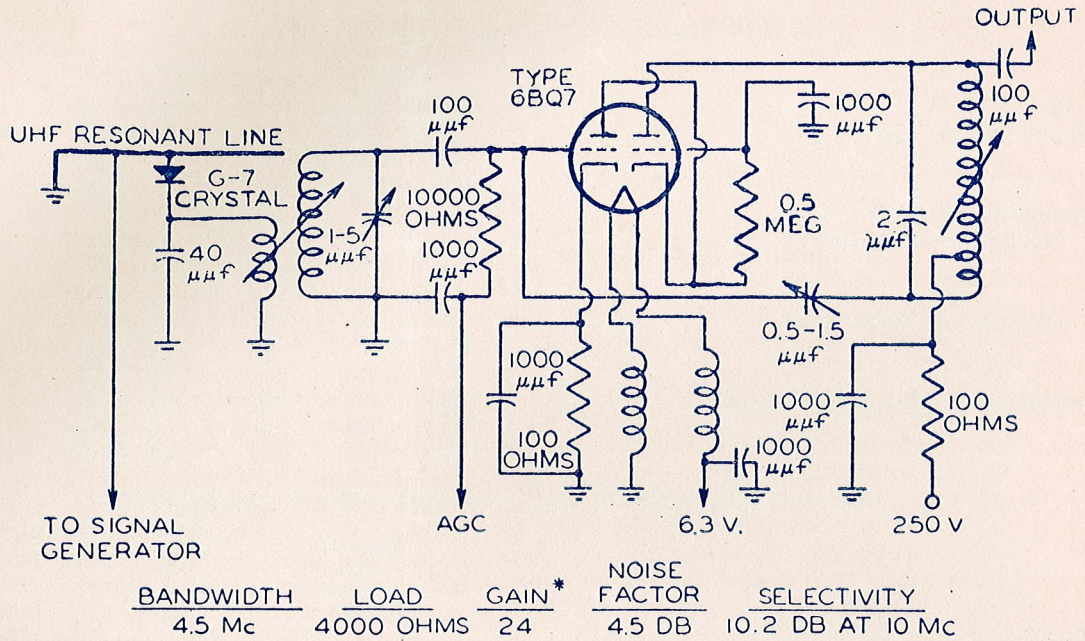 OUTPUT
TYPE
6BQ7
100
μμf
1000
μμf
100
μμf
UHF RESONANT LINE
G-7
CRYSTAL
10000
OHMS
0.5
MEG
1-5
μμf
1000
μμf
40
μμf
2
μμf
0.5-1.5
μμf
1000
μμf
100
OHMS
1000
μμf
1000
μμf
100
OHMS
TO SIGNAL
GENERATOR
AGC
6.3 V.
250 V
BANDWIDTH LOAD GAIN* NOISE FACTOR SELECTIVITY
4.5 Mc 4000 OHMS 24 4.5 DB 10.2 DB AT 10 Mc